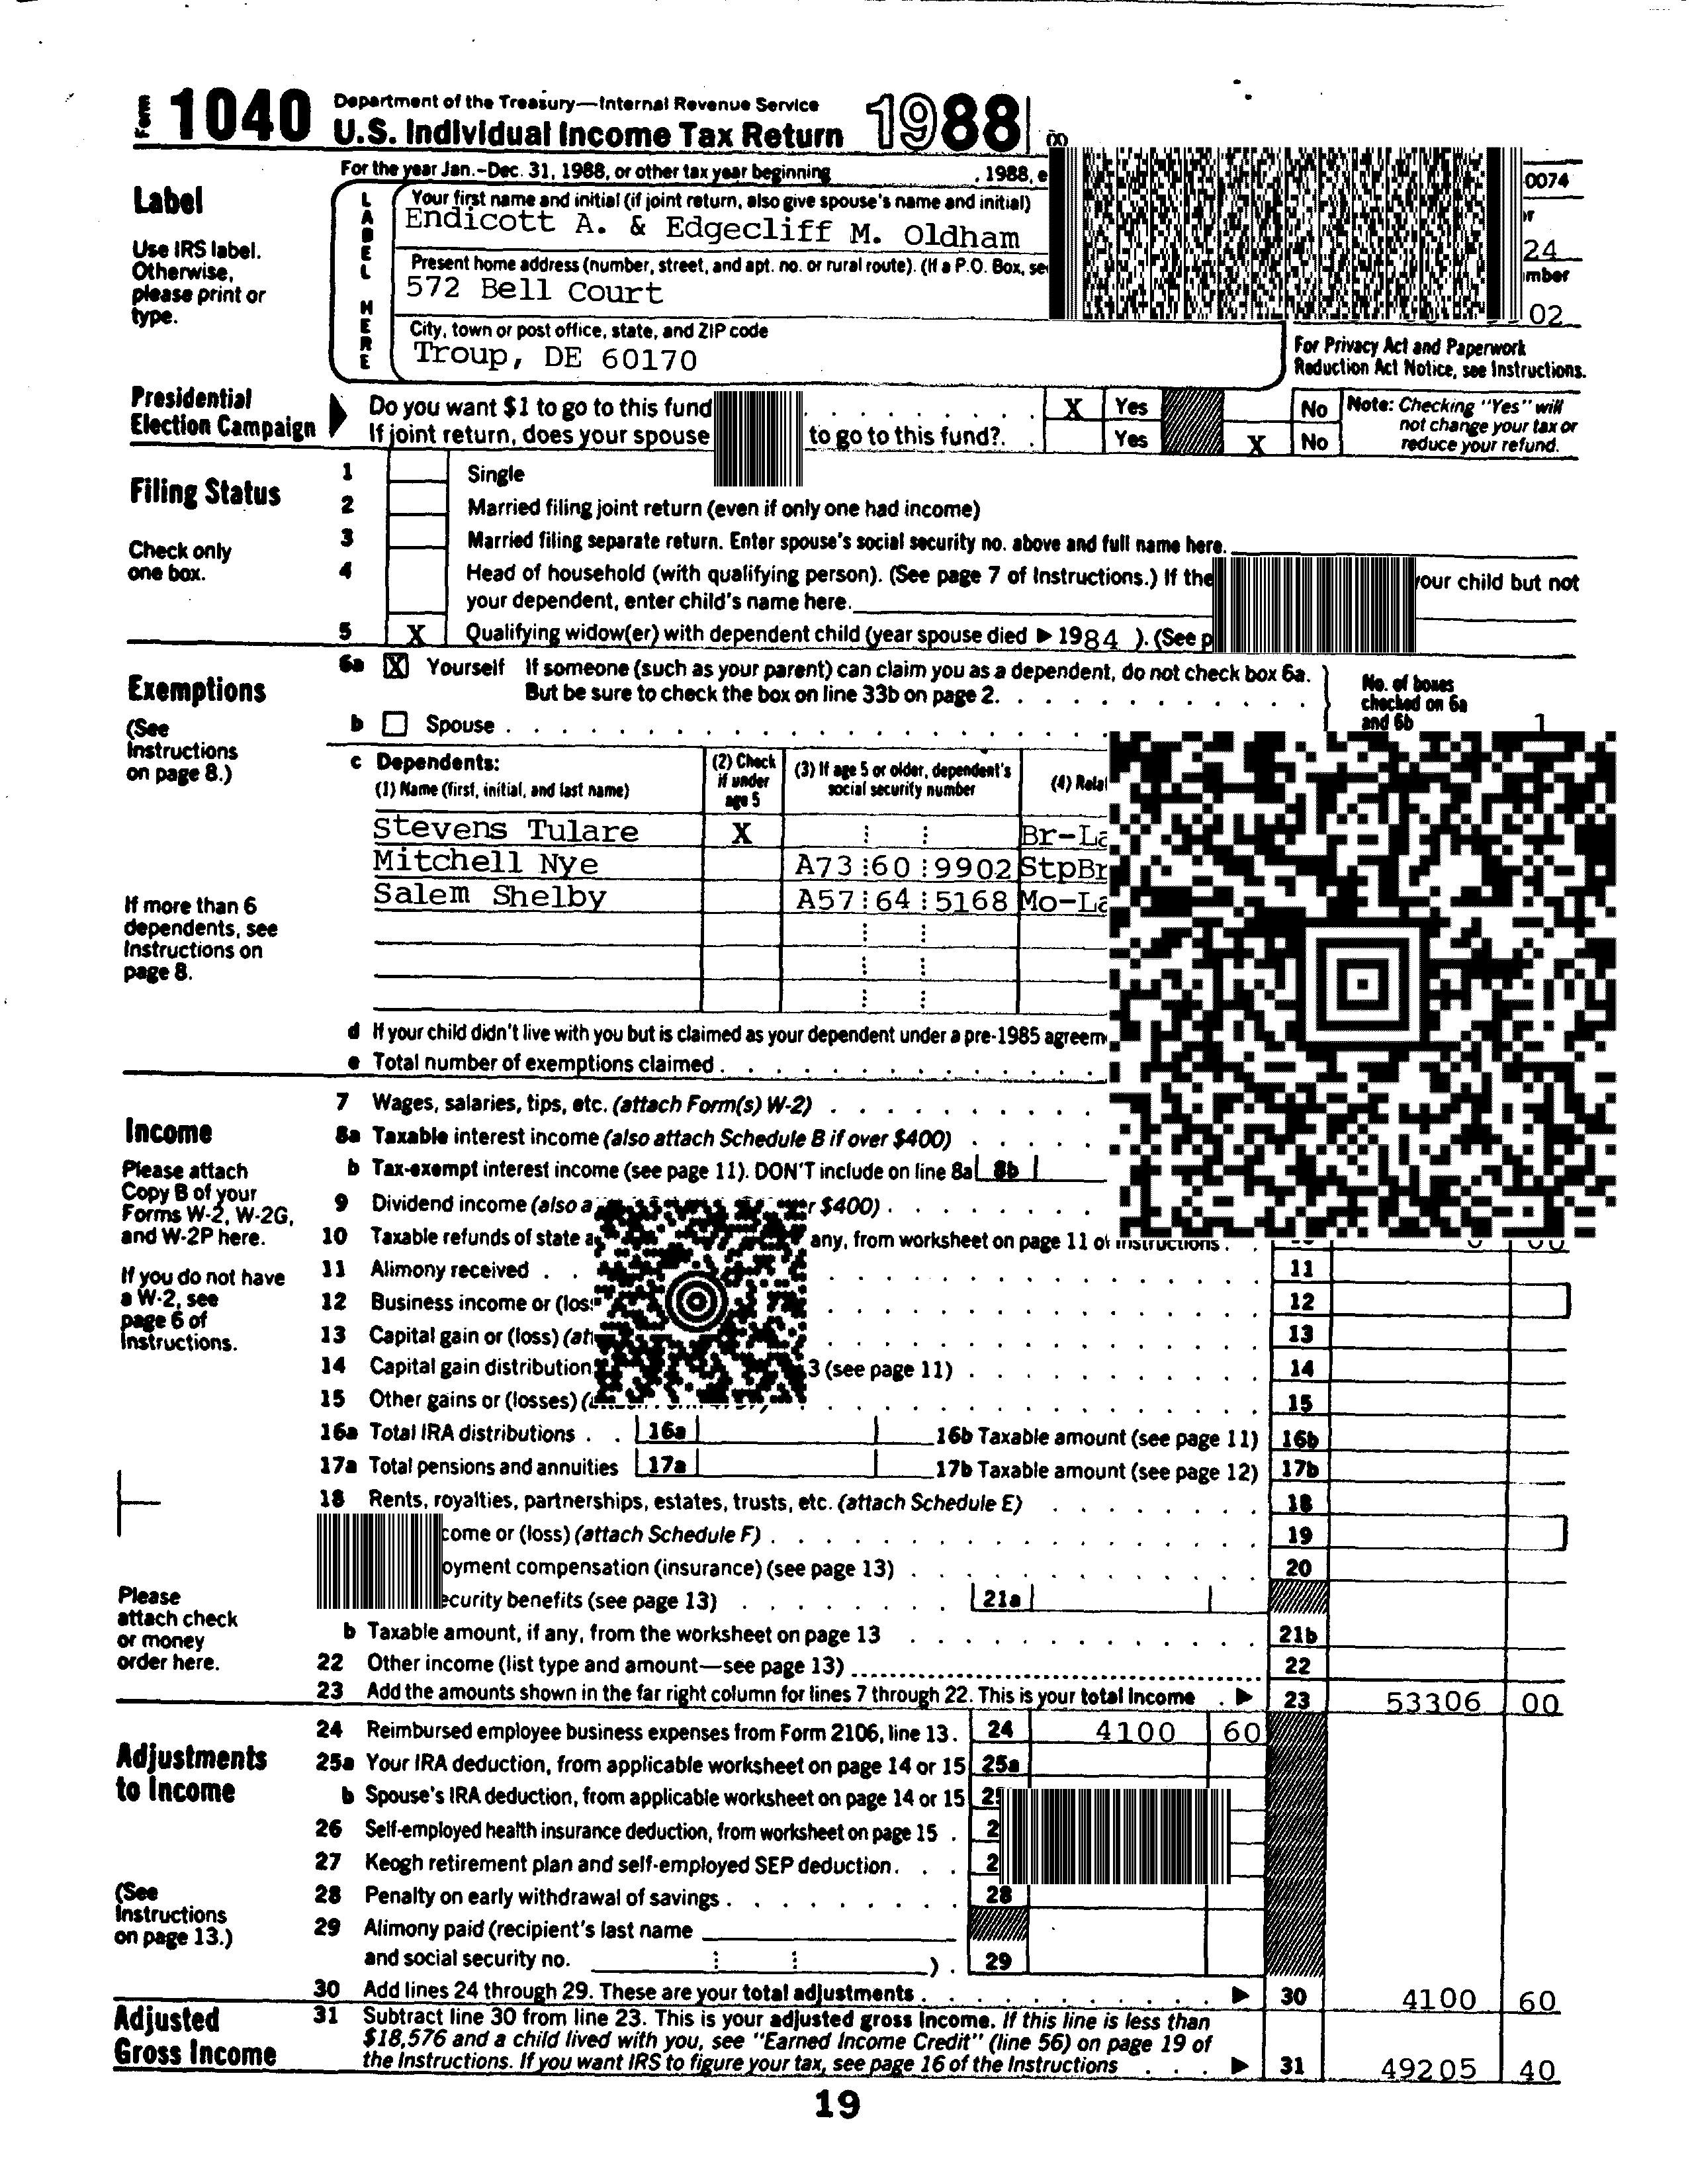 Form 1040 Department of the Treasury—Internal Revenue Service
U.S. Individual Income Tax Return 1988
For the year Jan.-Dec. 31, 1988, or other tax year beginning , 1988,
0074
Label
Use IRS label.
Otherwise,
please print or
type.
LABEL HERE
Your first name and initial (if joint return, also give spouse's name and initial)
Endicott A. & Edgecliff M. Oldham
24
Present home address (number, street, and apt. no. or rural route). (If a P.O. Box,
572 Bell Court
02
City, town or post office, state, and ZIP code
Troup, DE 60170
For Privacy Act and Paperwork
Reduction Act Notice, see Instructions.
Presidential
Election Campaign
Do you want $1 to go to this fund X Yes No
If joint return, does your spouse to go to this fund? Yes X No
Note: Checking "Yes" will
not change your tax or
reduce your refund.
Filing Status
Check only
one box.
1 Single
2 Married filing joint return (even if only one had income)
3 Married filing separate return. Enter spouse's social security no. above and full name here.
4 Head of household (with qualifying person). (See page 7 of Instructions.) If the your child but not
your dependent, enter child's name here.
5 X Qualifying widow(er) with dependent child (year spouse died ▶ 1984 ). (See
Exemptions
(See
Instructions
on page 8.)
6a X Yourself If someone (such as your parent) can claim you as a dependent, do not check box 6a.
But be sure to check the box on line 33b on page 2.
No. of boxes
checked on 6a
and 6b 1
b Spouse
c Dependents:
(1) Name (first, initial, and last name)
(2) Check
if under
age 5
(3) If age 5 or older, dependent's
social security number
(4)
Stevens Tulare X
Mitchell Nye A73 60 9902
Salem Shelby A57 64 5168
If more than 6
dependents, see
Instructions on
page 8.
d If your child didn't live with you but is claimed as your dependent under a pre-1985
e Total number of exemptions claimed
Income
Please attach
Copy B of your
Forms W-2, W-2G,
and W-2P here.
If you do not have
a W-2, see
page 6 of
Instructions.
7 Wages, salaries, tips, etc. (attach Form(s) W-2)
8a Taxable interest income (also attach Schedule B if over $400)
b Tax-exempt interest income (see page 11). DON'T include on line 8a 8b
9 Dividend income (also $400)
10 Taxable refunds of state any, from worksheet on page 11 of Instructions
11 Alimony received 11
12 Business income or 12
13 Capital gain or (loss) 13
14 Capital gain 3 (see page 11) 14
15 Other gains or (losses) 15
16a Total IRA distributions 16a 16b Taxable amount (see page 11) 16b
17a Total pensions and annuities 17a 17b Taxable amount (see page 12) 17b
18 Rents, royalties, partnerships, estates, trusts, etc. (attach Schedule E) 18
or (loss) (attach Schedule F) 19
compensation (insurance) (see page 13) 20
benefits (see page 13) 21a
b Taxable amount, if any, from the worksheet on page 13 21b
22 Other income (list type and amount—see page 13) 22
23 Add the amounts shown in the far right column for lines 7 through 22. This is your total income ▶ 23 53306 00
Please
attach check
or money
order here.
Adjustments
to Income
(See
Instructions
on page 13.)
24 Reimbursed employee business expenses from Form 2106, line 13. 24 4100 60
25a Your IRA deduction, from applicable worksheet on page 14 or 15 25a
b Spouse's IRA deduction, from applicable worksheet on page 14 or 15
26 Self-employed health insurance deduction, from worksheet on page 15
27 Keogh retirement plan and self-employed SEP deduction
28 Penalty on early withdrawal of savings 28
29 Alimony paid (recipient's last name
and social security no. ) 29
30 Add lines 24 through 29. These are your total adjustments ▶ 30 4100 60
Adjusted
Gross Income
31 Subtract line 30 from line 23. This is your adjusted gross income. If this line is less than
$18,576 and a child lived with you, see "Earned Income Credit" (line 56) on page 19 of
the Instructions. If you want IRS to figure your tax, see page 16 of the Instructions ▶ 31 49205 40
19